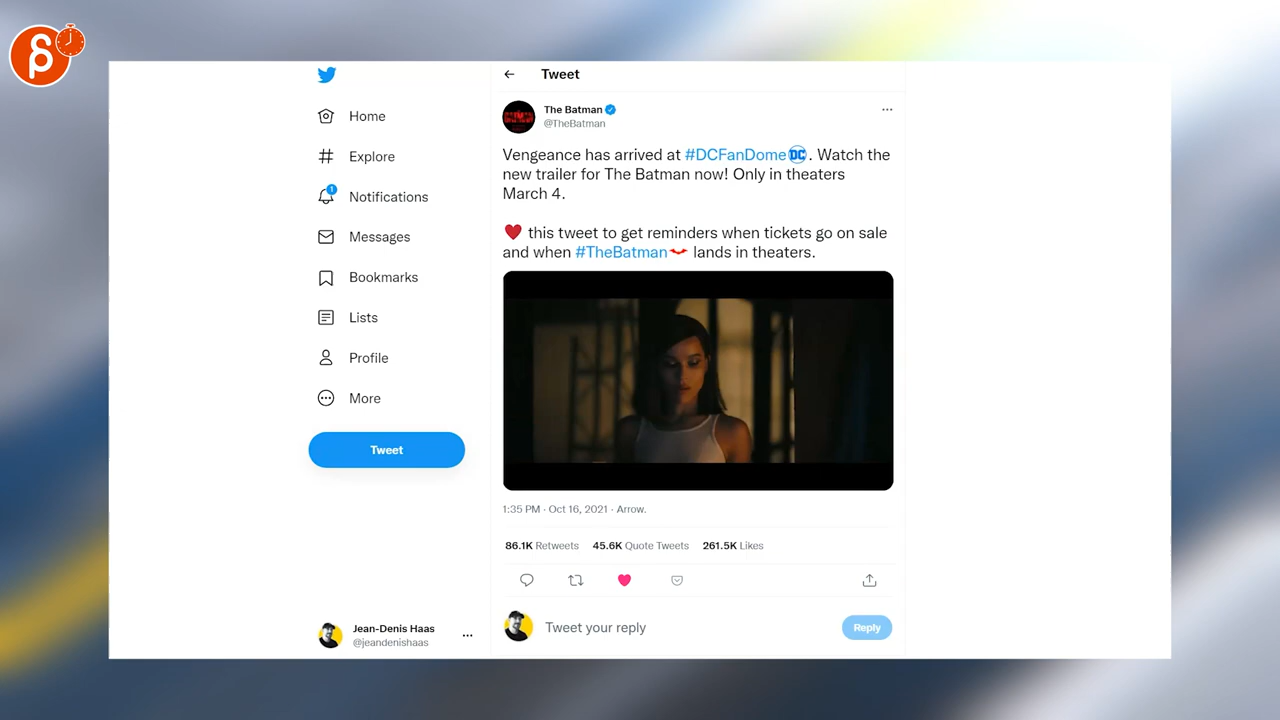 Tweet
Home
Explore
1
Notifications
Messages
Bookmarks
Lists
Profile
More
Tweet
Jean-Denis Haas
@jeandenishaas
The Batman
@TheBatman
Vengeance has arrived at #DCFanDome DC. Watch the
new trailer for The Batman now! Only in theaters
March 4.
this tweet to get reminders when tickets go on sale
and when #TheBatman lands in theaters.
1:35 PM · Oct 16, 2021 · Arrow.
86.1K Retweets 45.6K Quote Tweets 261.5K Likes
Tweet your reply
Reply